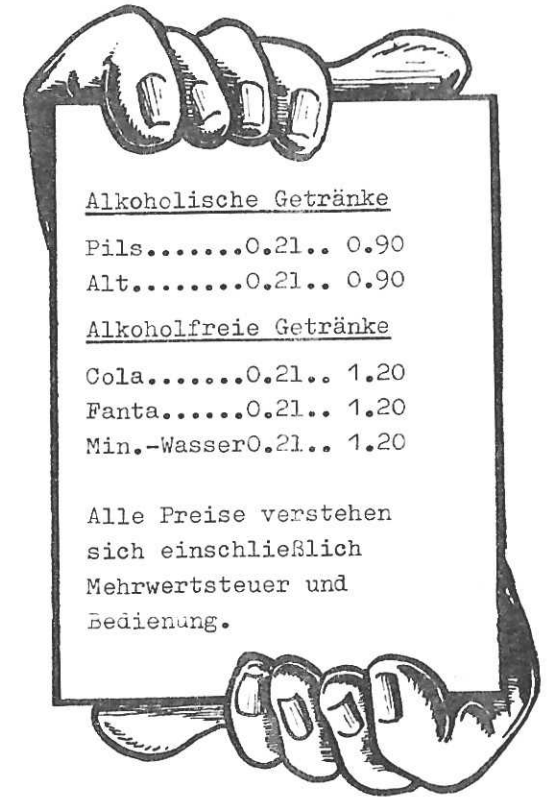 Alkoholische Getränke
Pils.......0.2l.. 0.90
Alt........0.2l.. 0.90
Alkoholfreie Getränke
Cola.......0.2l.. 1.20
Fanta......0.2l.. 1.20
Min.-Wasser0.2l.. 1.20
Alle Preise verstehen
sich einschließlich
Mehrwertsteuer und
Bedienung.